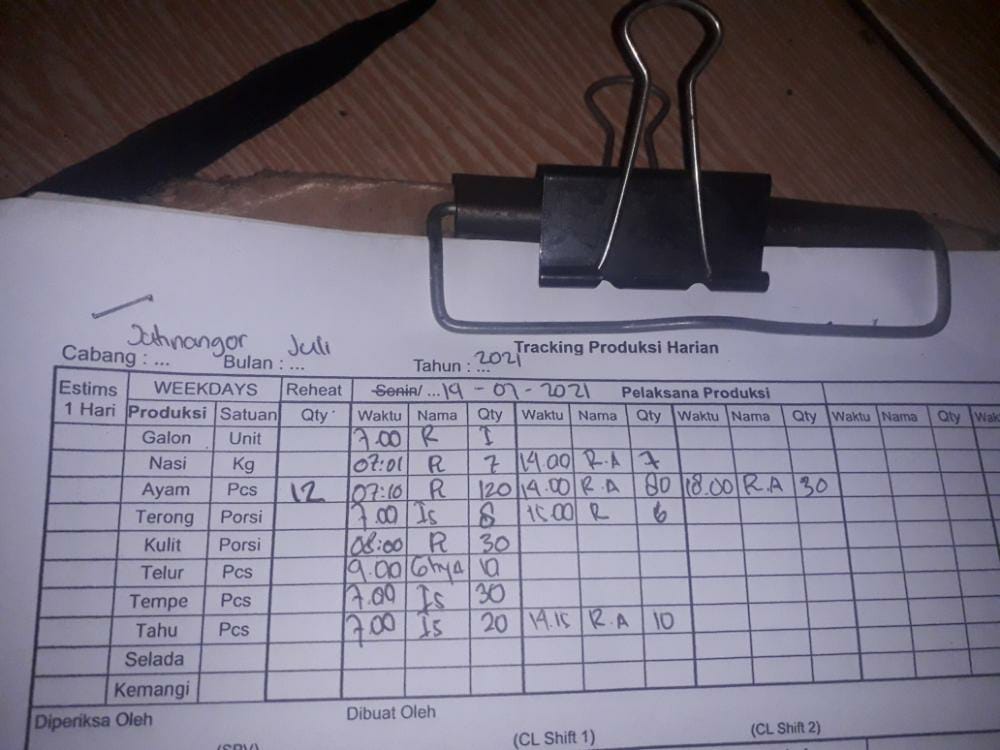 Tracking Produksi Harian
Cabang : ... Jatinangor Bulan : ... Juli Tahun : ... 2021
Estims 1 Hari WEEKDAYS Reheat Senin/ ... 19 - 07 - 2021 Pelaksana Produksi
Produksi Satuan Qty Waktu Nama Qty Waktu Nama Qty Waktu Nama Qty Waktu Nama Qty
Galon Unit 7.00 R 1
Nasi Kg 07:01 R 7 14.00 R.A 7
Ayam Pcs 12 07:10 R 120 14.00 R.A 18.00 R.A 30
Terong Porsi 7.00 Is 15.00 R 6
Kulit Porsi 08:00 R 30
Telur Pcs 9.00 Ghya 10
Tempe Pcs 7.00 Is 30
Tahu Pcs 7.00 Is 20 14.15 R.A 10
Selada
Kemangi
Diperiksa Oleh Dibuat Oleh
(SPV) (CL Shift 1) (CL Shift 2)